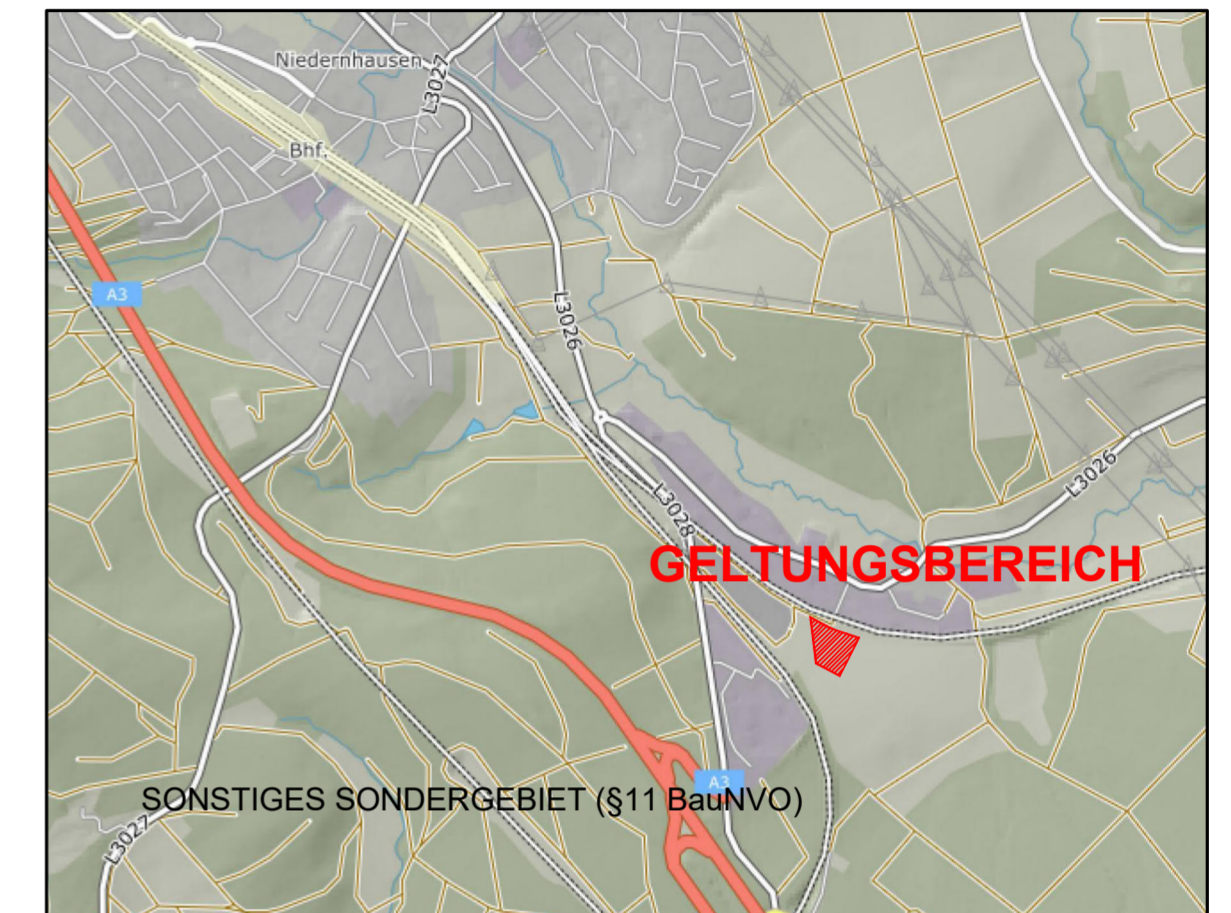 Niedernhausen
L3027
Bhf.
A3
L3026
L3026
L3028
GELTUNGSBEREICH
A3
SONSTIGES SONDERGEBIET (§11 BauNVO)
L3027